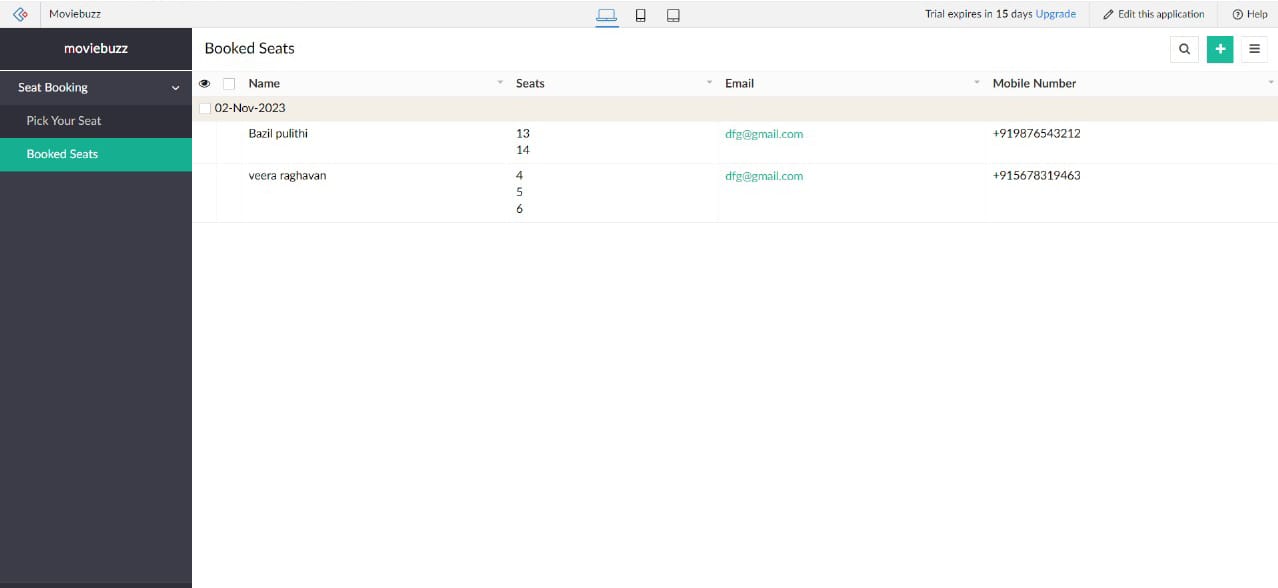 Moviebuzz
Trial expires in 15 days Upgrade
Edit this application
Help
moviebuzz
Booked Seats
Seat Booking
Pick Your Seat
Booked Seats
Name Seats Email Mobile Number
02-Nov-2023
Bazil pulithi 13 dfg@gmail.com +919876543212
14
veera raghavan 4 dfg@gmail.com +915678319463
5
6